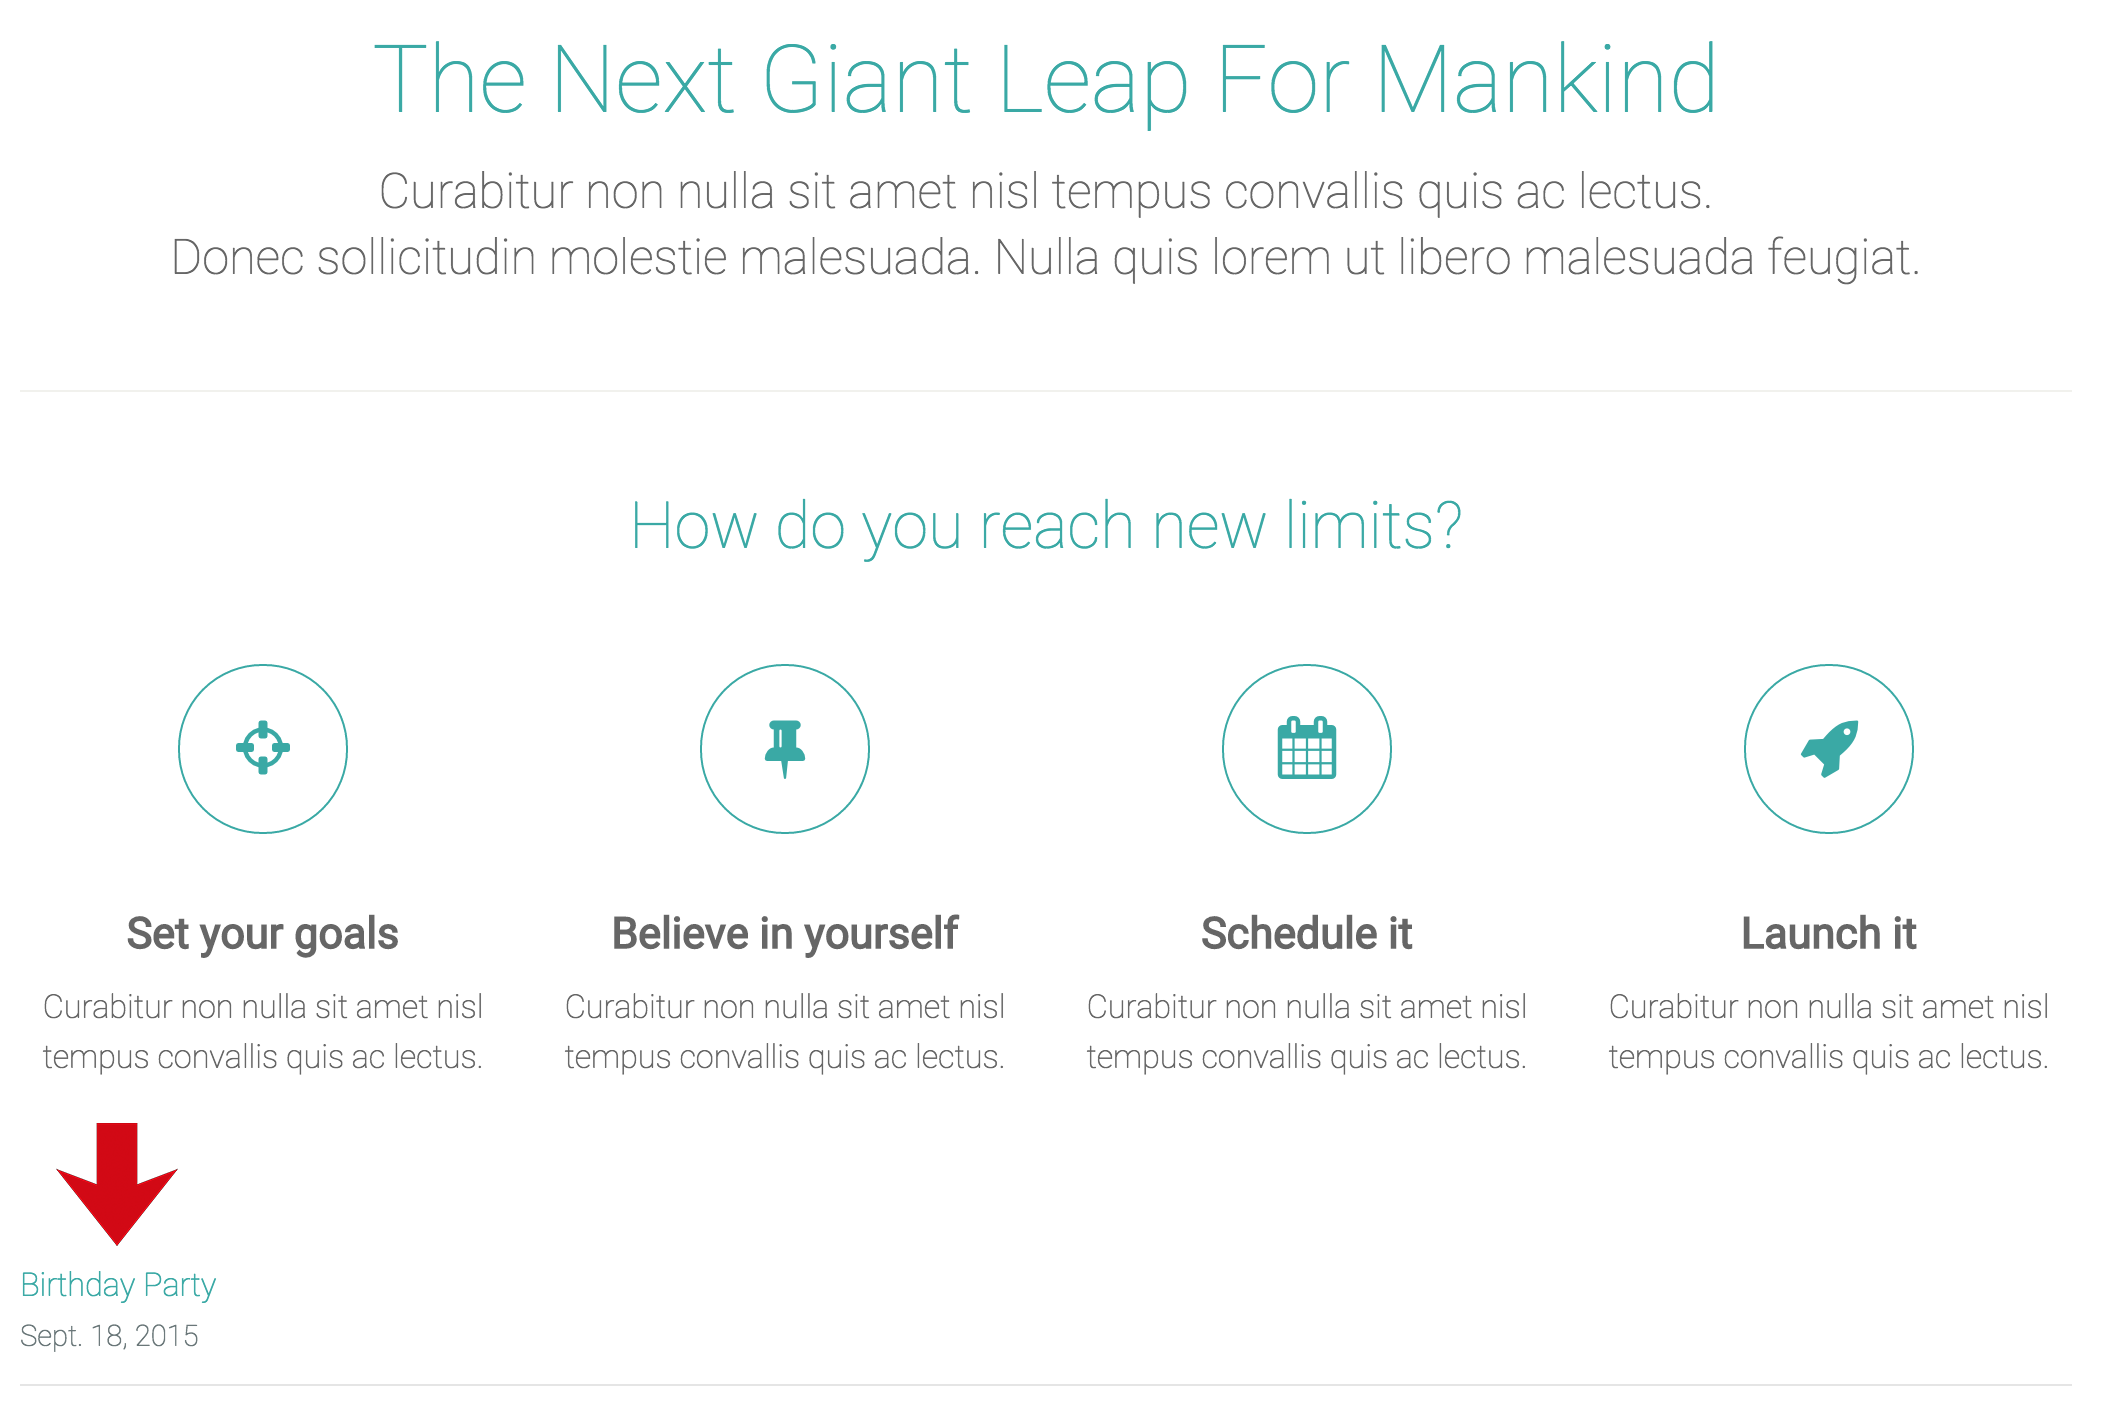 The Next Giant Leap For Mankind
Curabitur non nulla sit amet nisl tempus convallis quis ac lectus.
Donec sollicitudin molestie malesuada. Nulla quis lorem ut libero malesuada feugiat.
How do you reach new limits?
Set your goals
Curabitur non nulla sit amet nisl
tempus convallis quis ac lectus.
Believe in yourself
Curabitur non nulla sit amet nisl
tempus convallis quis ac lectus.
Schedule it
Curabitur non nulla sit amet nisl
tempus convallis quis ac lectus.
Launch it
Curabitur non nulla sit amet nisl
tempus convallis quis ac lectus.
Birthday Party
Sept. 18, 2015